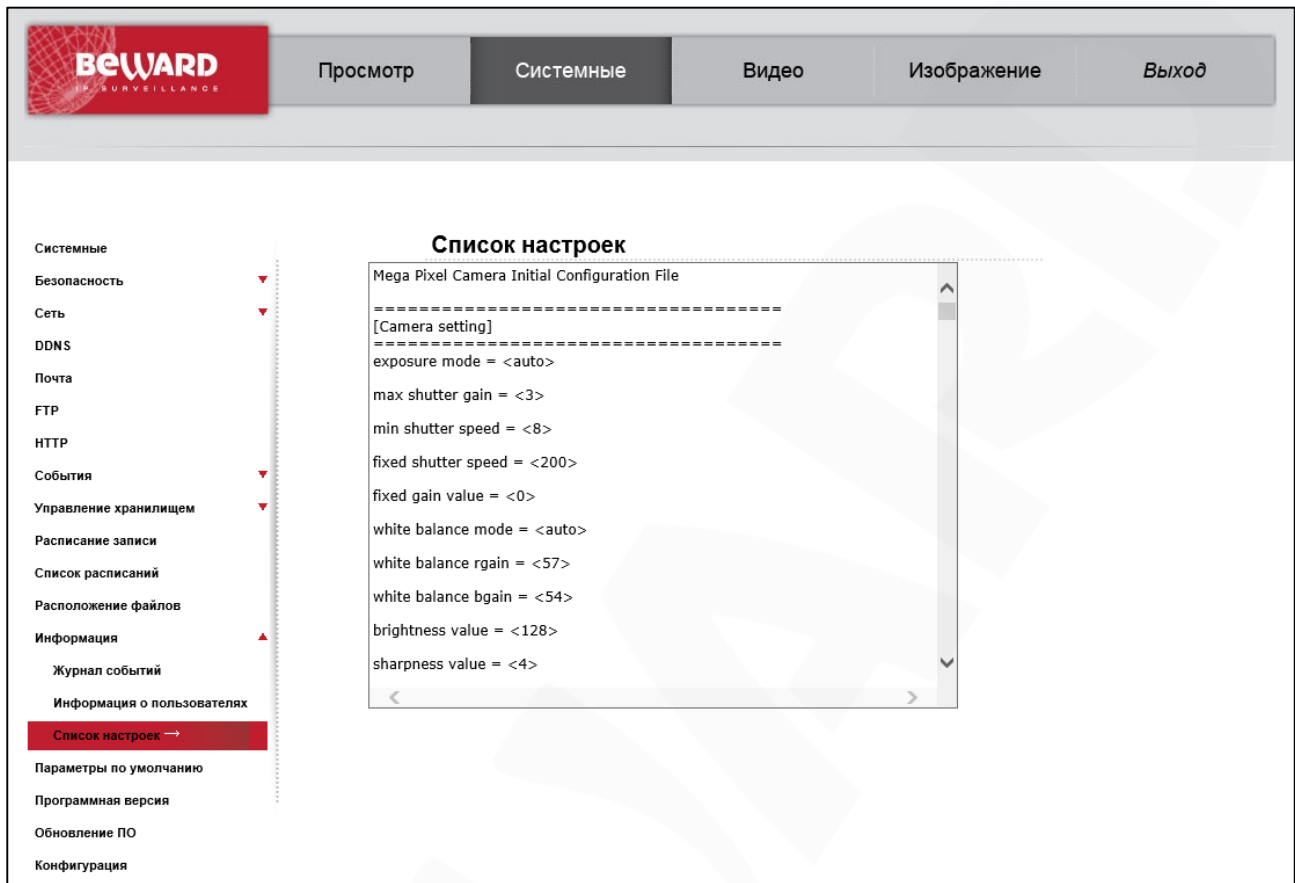 BEWARD
IP SURVEILLANCE
Просмотр
Системные
Видео
Изображение
Выход
Системные
Безопасность
Сеть
DDNS
Почта
FTP
HTTP
События
Управление хранилищем
Расписание записи
Список расписаний
Расположение файлов
Информация
Журнал событий
Информация о пользователях
Список настроек →
Параметры по умолчанию
Программная версия
Обновление ПО
Конфигурация
Список настроек
Mega Pixel Camera Initial Configuration File
====================================
[Camera setting]
====================================
exposure mode = <auto>
max shutter gain = <3>
min shutter speed = <8>
fixed shutter speed = <200>
fixed gain value = <0>
white balance mode = <auto>
white balance rgain = <57>
white balance bgain = <54>
brightness value = <128>
sharpness value = <4>